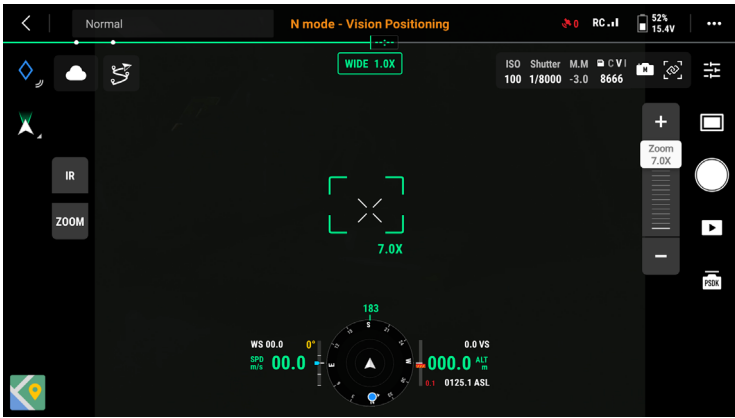 Normal
N mode - Vision Positioning
0
RC
52%
15.4V
--:--
WIDE 1.0X
ISO Shutter M.M C V I
100 1/8000 -3.0 8666
M
Zoom
7.0X
IR
ZOOM
7.0X
PSDK
183
S
W
E
WS 00.0 0°
0.0 VS
SPD
m/s
00.0
000.0
ALT
m
0.1 0125.1 ASL